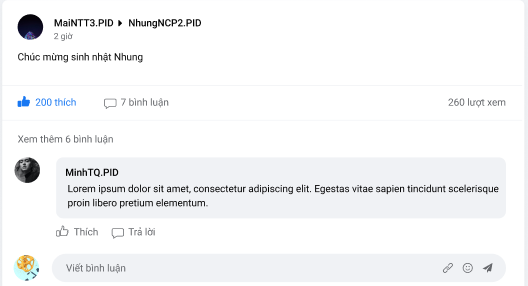 MaiNTT3.PID NhungNCP2.PID
2 giờ
Chúc mừng sinh nhật Nhung
200 thích 7 bình luận 260 lượt xem
Xem thêm 6 bình luận
MinhTQ.PID
Lorem ipsum dolor sit amet, consectetur adipiscing elit. Egestas vitae sapien tincidunt scelerisque
proin libero pretium elementum.
Thích Trả lời
Viết bình luận